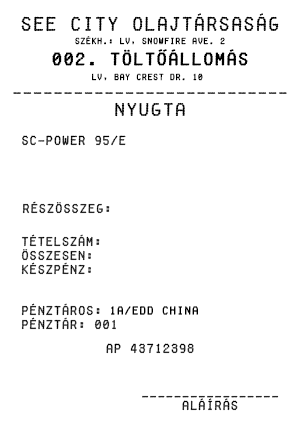 SEE CITY OLAJTÁRSASÁG
SZÉKH.: LV, SNOWFIRE AVE. 2
002. TÖLTŐÁLLOMÁS
LV, BAY CREST DR. 10
NYUGTA
SC-POWER 95/E
RÉSZÖSSZEG:
TÉTELSZÁM:
ÖSSZESEN:
KÉSZPÉNZ:
PÉNZTÁROS: 1A/EDD CHINA
PÉNZTÁR: 001
AP 43712398
ALÁÍRÁS